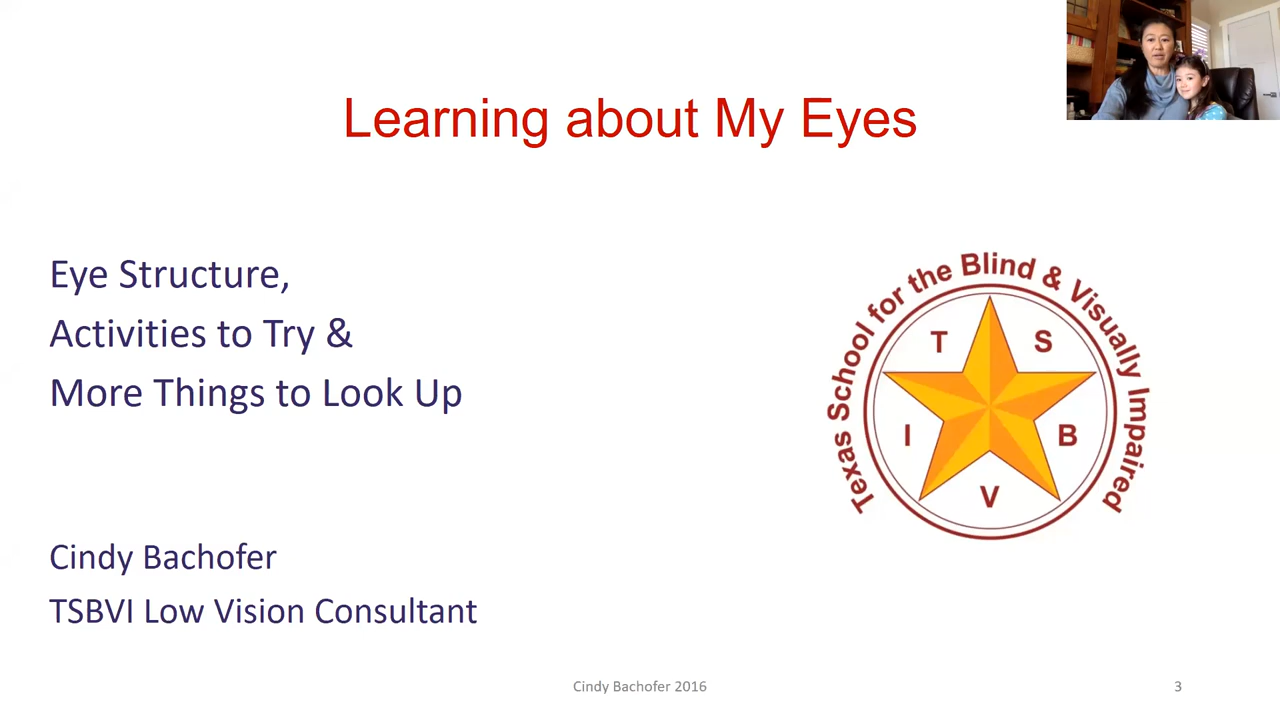 Learning about My Eyes
Eye Structure,
Activities to Try &
More Things to Look Up
Texas School for the Blind & Visually Impaired
T S
I B
V
Cindy Bachofer
TSBVI Low Vision Consultant
Cindy Bachofer 2016
3